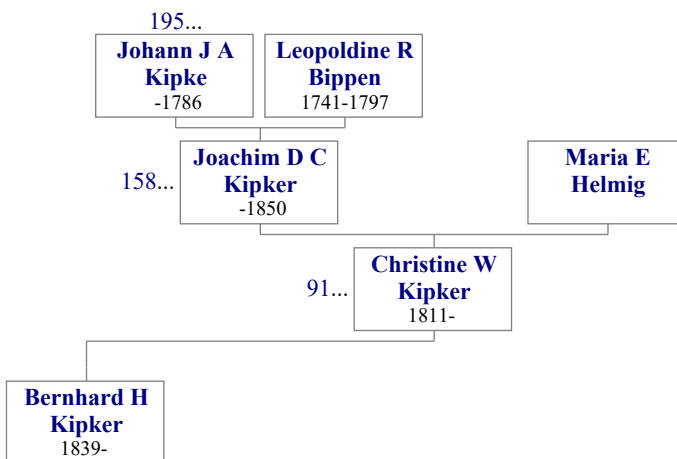 195...
Johann J A
Kipke
-1786
Leopoldine R
Bippen
1741-1797
158...
Joachim D C
Kipker
-1850
Maria E
Helmig
91...
Christine W
Kipker
1811-
Bernhard H
Kipker
1839-